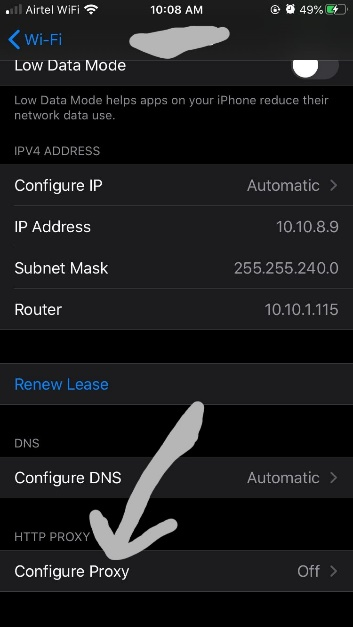 Airtel WiFi 10:08 AM 49%
Wi-Fi
Low Data Mode
Low Data Mode helps apps on your iPhone reduce their
network data use.
IPV4 ADDRESS
Configure IP Automatic
IP Address 10.10.8.9
Subnet Mask 255.255.240.0
Router 10.10.1.115
Renew Lease
DNS
Configure DNS Automatic
HTTP PROXY
Configure Proxy Off